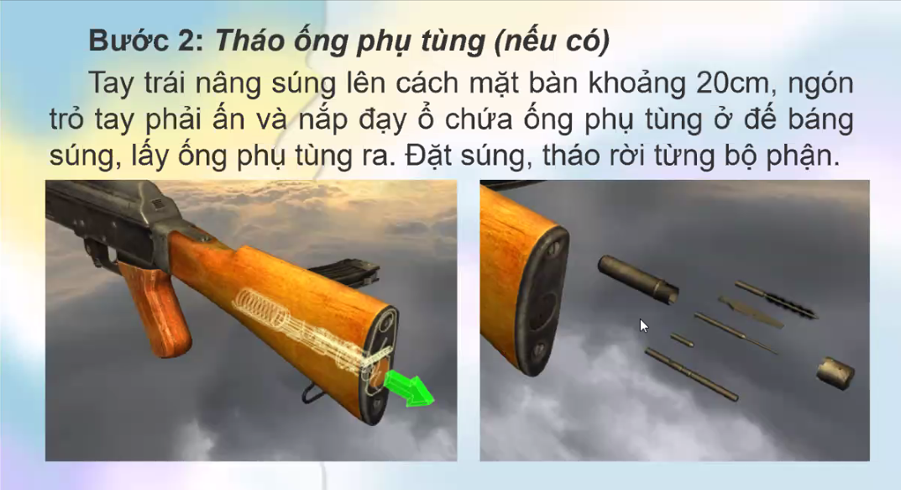 Bước 2: Tháo ống phụ tùng (nếu có)
Tay trái nâng súng lên cách mặt bàn khoảng 20cm, ngón
trỏ tay phải ấn và nắp đạy ổ chứa ống phụ tùng ở đế báng
súng, lấy ống phụ tùng ra. Đặt súng, tháo rời từng bộ phận.